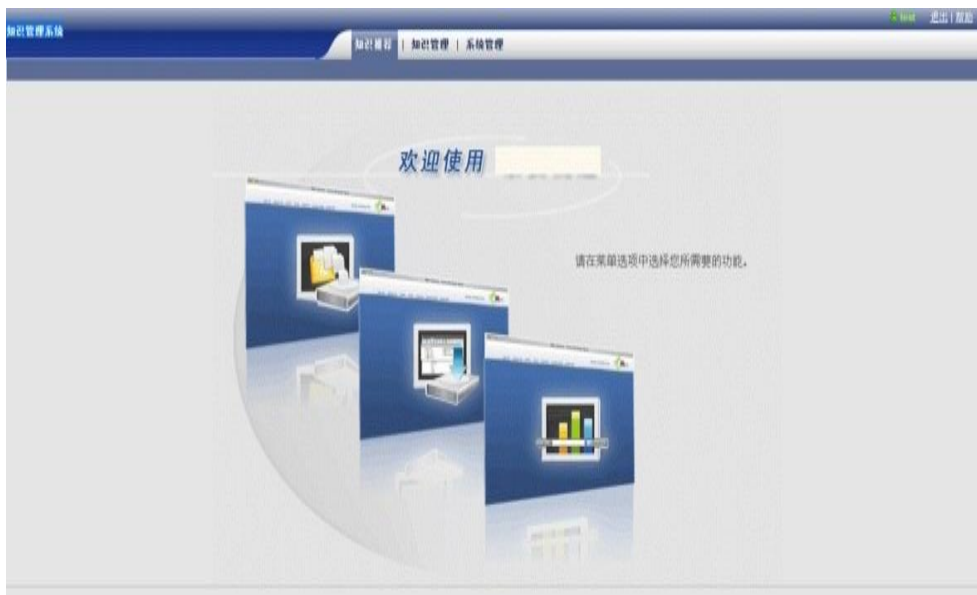 退出 | 帮助
知识管理系统
知识推荐 | 知识管理 | 系统管理
欢迎使用
请在菜单选项中选择您所需要的功能。